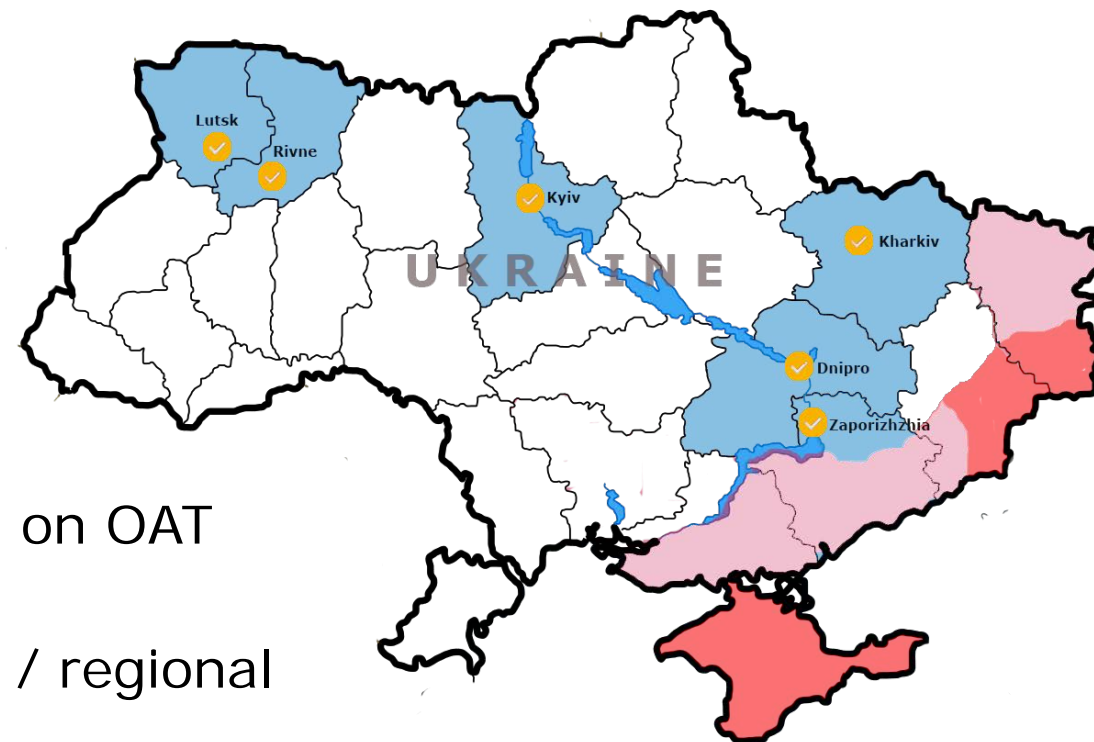 Lutsk
Rivne
Kyiv
Kharkiv
UKRAINE
Dnipro
Zaporizhzhia
on OAT
/ regional